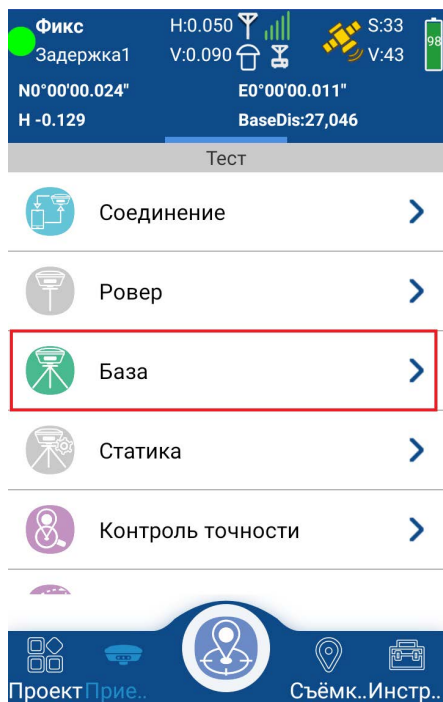 Фикс H:0.050 S:33
98
Задержка1 V:0.090 V:43
N0°00'00.024" E0°00'00.011"
H -0.129 BaseDis:27,046
Тест
Соединение
Ровер
База
Статика
Контроль точности
Проект Прие.. Съёмк.. Инстр..